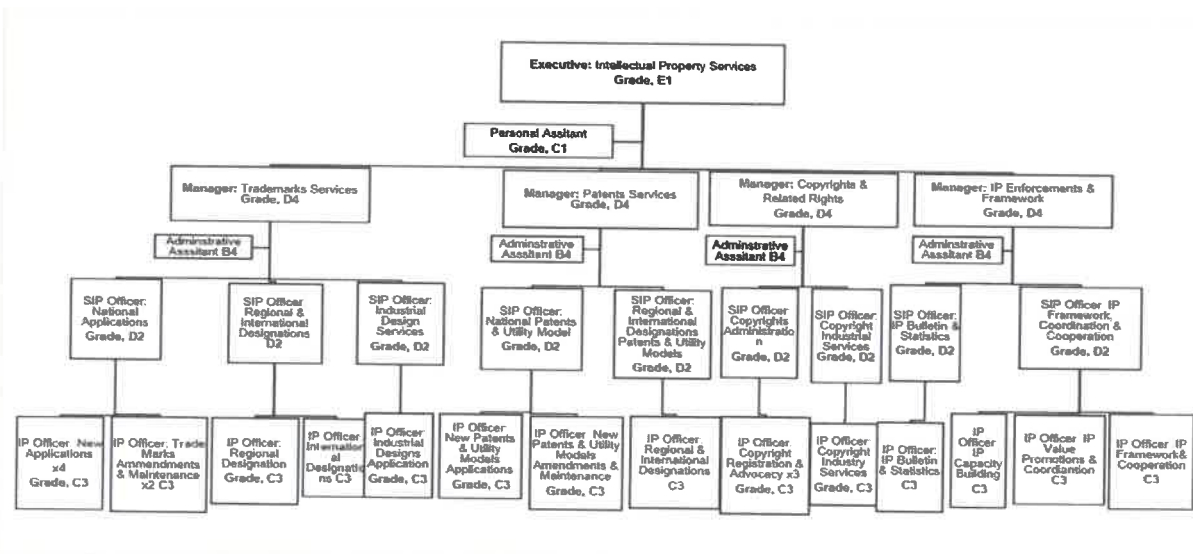 Executive: Intellectual Property Services
Grade, E1
Personal Assitant
Grade, C1
Manager: Trademarks Services
Grade, D4
Manager: Patents Services
Grade, D4
Manager: Copyrights &
Related Rights
Grade, D4
Manager: IP Enforcements &
Framework
Grade, D4
Adminstrative
Asssitant B4
Adminstrative
Asssitant B4
Adminstrative
Asssitant B4
Adminstrative
Asssitant B4
SIP Officer:
National
Applications
Grade, D2
SIP Officer
Regional &
International
Designations
D2
SIP Officer:
Industrial
Design
Services
Grade, D2
SIP Officer:
National Patents
& Utility Model
Grade, D2
SIP Officer:
Regional &
International
Designations
Patents & Utility
Models
Grade, D2
SIP Officer
Copyrights
Administratio
n
Grade, D2
SIP Officer:
Copyright
Industrial
Services
Grade, D2
SIP Officer:
IP Bulletin &
Statistics
Grade, D2
SIP Officer IP
Framework,
Coordination &
Cooperation
Grade, D2
IP Officer New
Applications
x4
Grade, C3
IP Officer: Trade
Marks
Ammendments
& Maintenance
x2 C3
IP Officer:
Regional
Designation
Grade, C3
IP Officer
Internation
al
Designatio
ns C3
IP Officer
Industrial
Designs
Application
Grade, C3
IP Officer
New Patents
& Utility
Models
Applications
Grade, C3
IP Officer New
Patents & Utility
Models
Amendments &
Maintenance
Grade, C3
IP Officer
Regional &
International
Designations
C3
IP Officer
Copyright
Registration &
Advocacy x3
Grade, C3
IP Officer
Copyright
Industry
Services
Grade, C3
IP Officer:
IP Bulletin
& Statistics
C3
IP
Officer
IP
Capacity
Building
C3
IP Officer IP
Value
Promotions &
Coordiantion
C3
IP Officer IP
Framework&
Cooperation
C3